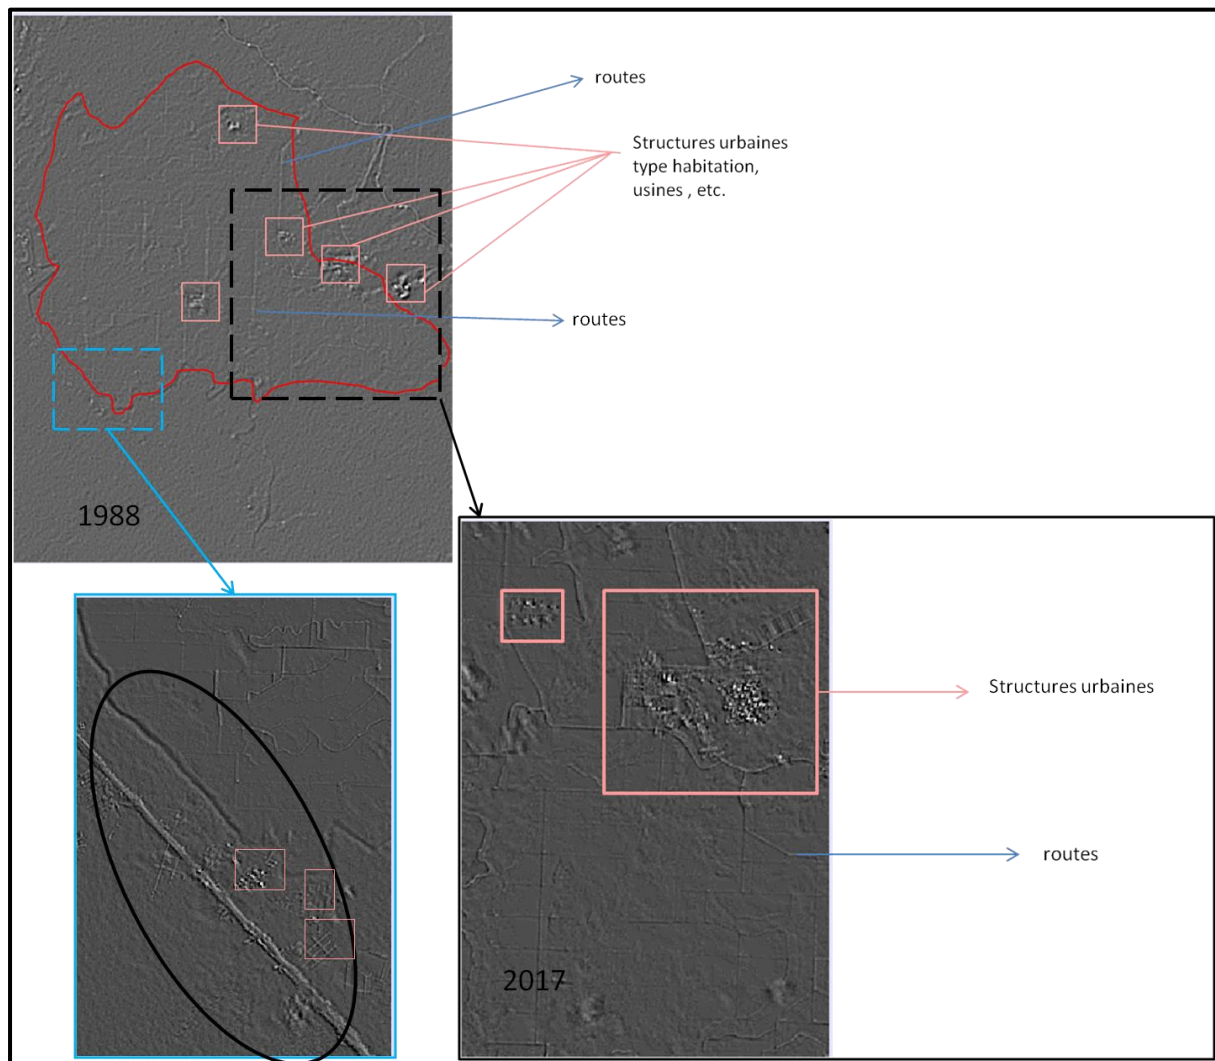 routes
Structures urbaines
type habitation,
usines , etc.
routes
1988
Structures urbaines
routes
2017